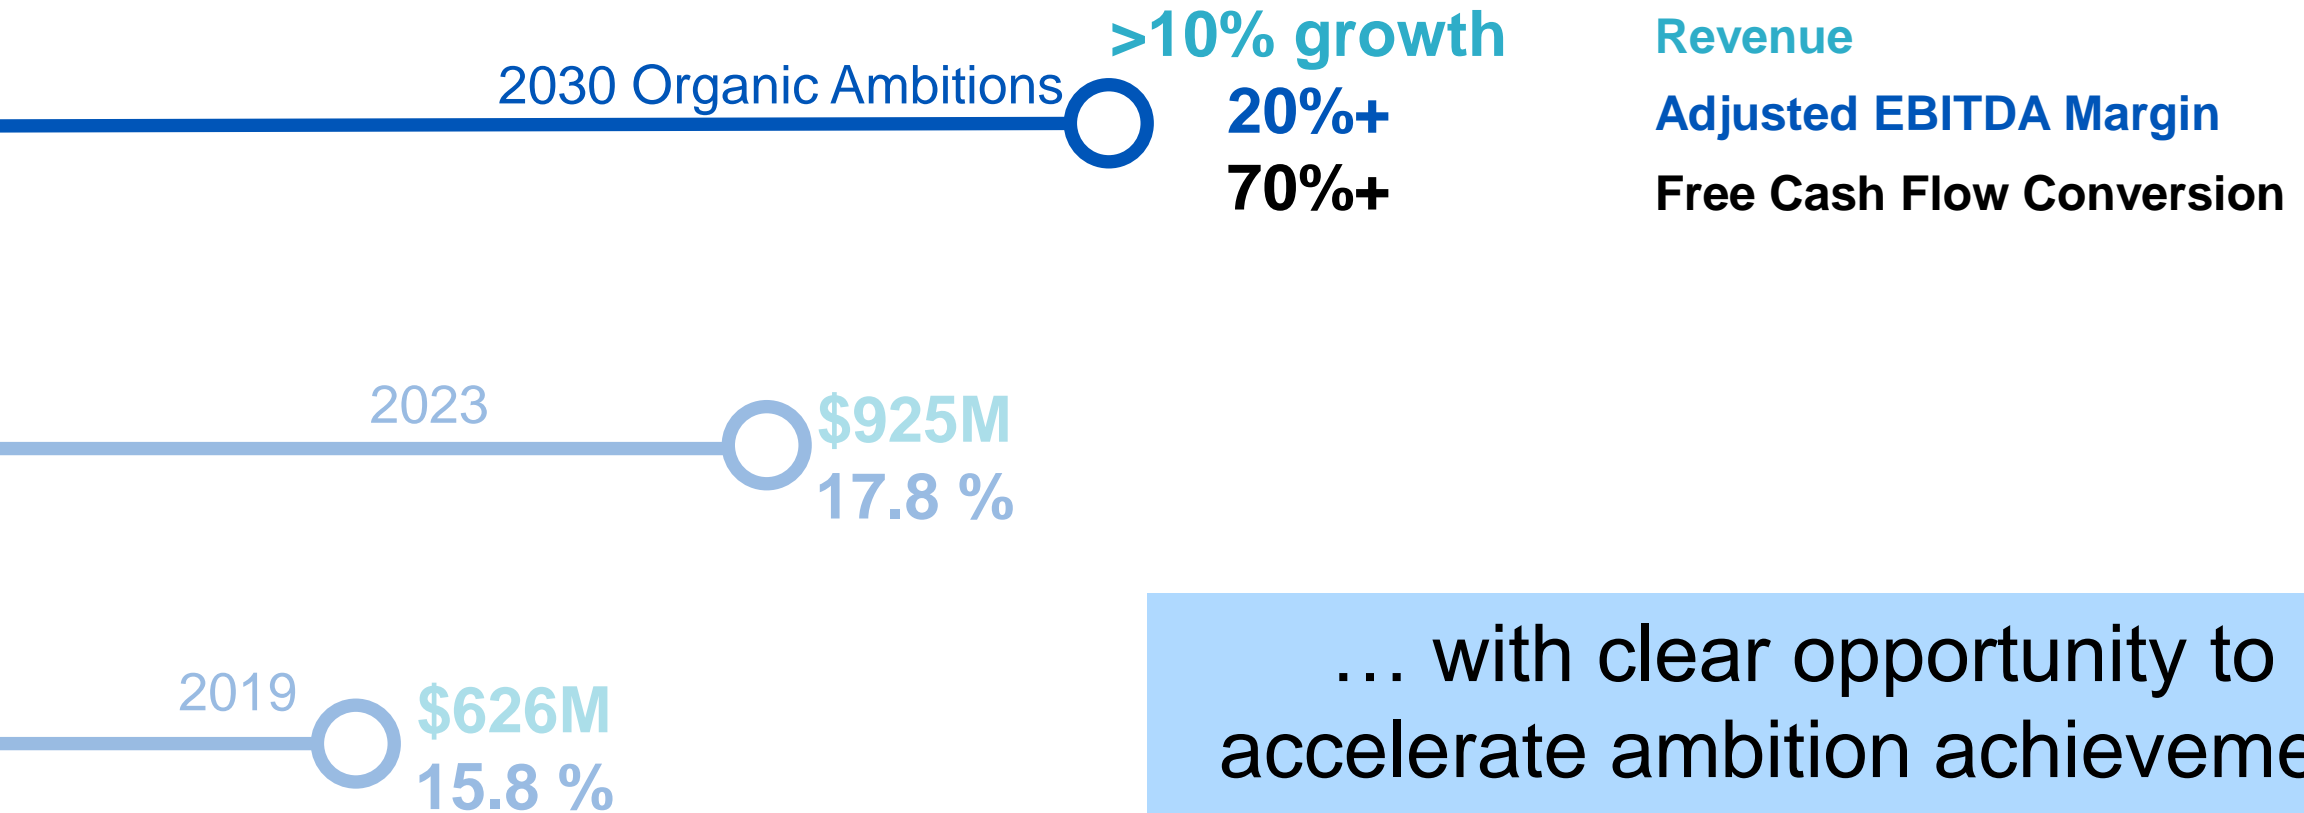 >10% growth Revenue
2030 Organic Ambitions
20%+ Adjusted EBITDA Margin
70%+ Free Cash Flow Conversion
2023
$925M
17.8 %
2019
$626M
15.8 %
… with clear opportunity to
accelerate ambition